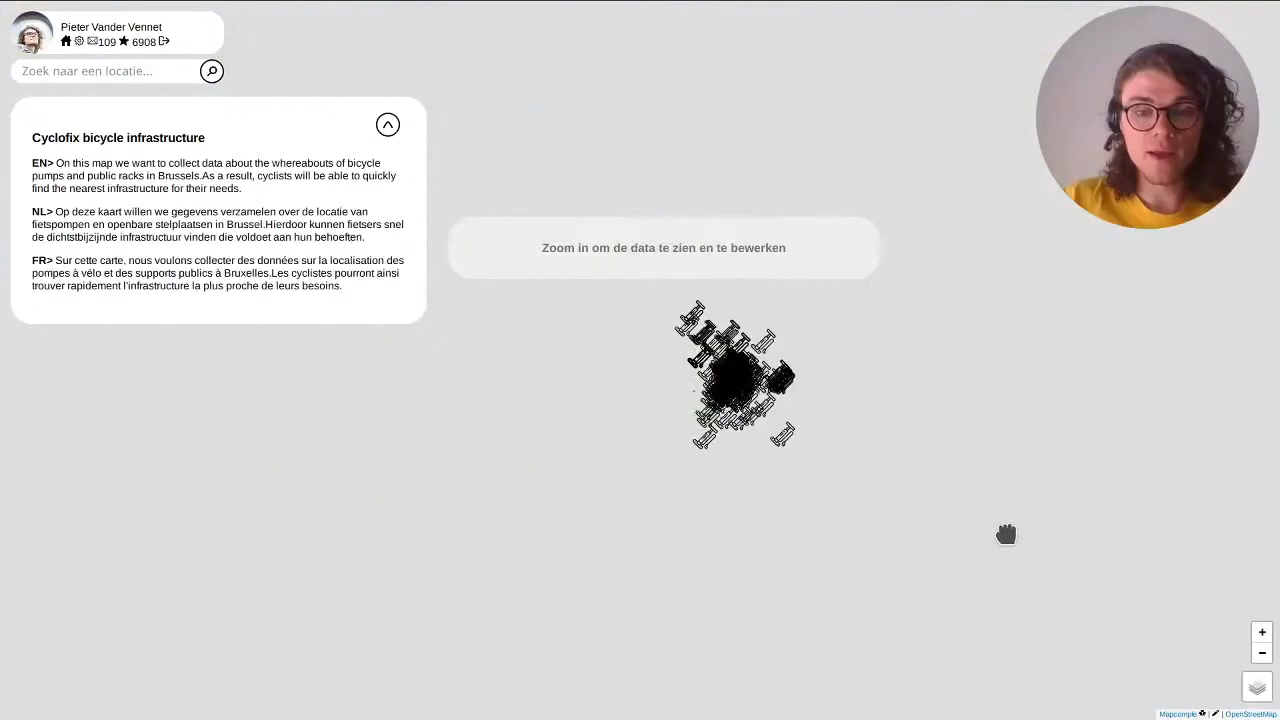 Pieter Vander Vennet
109 6908
Zoek naar een locatie...
Cyclofix bicycle infrastructure
EN> On this map we want to collect data about the whereabouts of bicycle
pumps and public racks in Brussels.As a result, cyclists will be able to quickly
find the nearest infrastructure for their needs.
NL> Op deze kaart willen we gegevens verzamelen over de locatie van
fietspompen en openbare stelplaatsen in Brussel.Hierdoor kunnen fietsers snel
de dichtstbijzijnde infrastructuur vinden die voldoet aan hun behoeften.
FR> Sur cette carte, nous voulons collecter des données sur la localisation des
pompes à vélo et des supports publics à Bruxelles.Les cyclistes pourront ainsi
trouver rapidement l'infrastructure la plus proche de leurs besoins.
Zoom in om de data te zien en te bewerken
+
−
Mapcomple | | OpenStreetMap